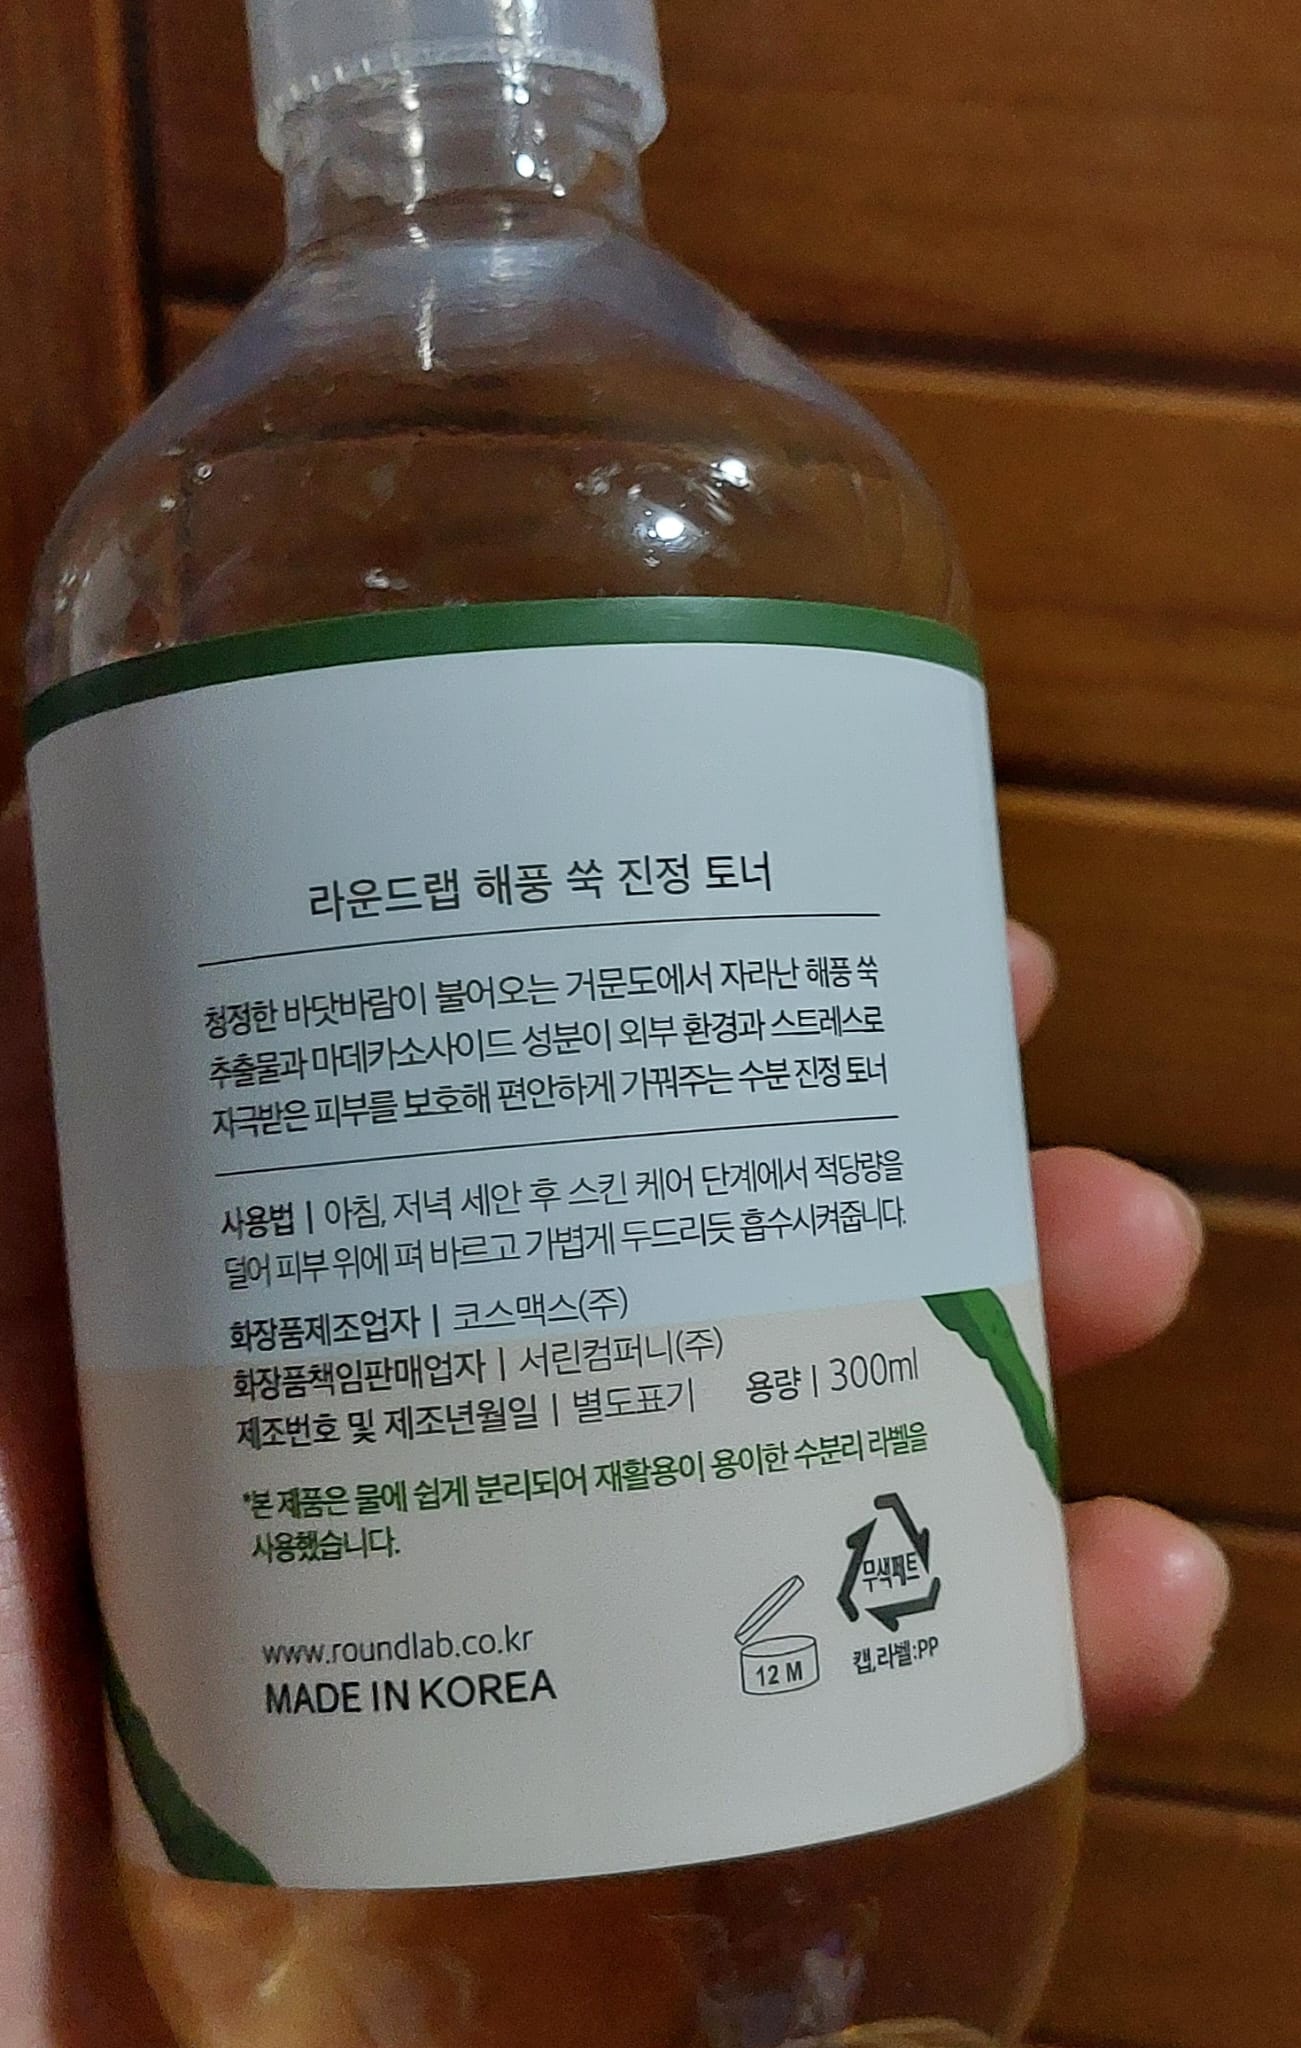 라운드랩 해풍 쑥 진정 토너
청정한 바닷바람이 불어오는 거문도에서 자라난 해풍 쑥
추출물과 마데카소사이드 성분이 외부 환경과 스트레스로
자극받은 피부를 보호해 편안하게 가꿔주는 수분 진정 토너
사용법 | 아침, 저녁 세안 후 스킨 케어 단계에서 적당량을
덜어 피부 위에 펴 바르고 가볍게 두드리듯 흡수시켜줍니다.
화장품제조업자 | 코스맥스(주)
화장품책임판매업자 | 서린컴퍼니(주)
제조번호 및 제조년월일 | 별도표기 용량 | 300ml
*본 제품은 물에 쉽게 분리되어 재활용이 용이한 수분리 라벨을
사용했습니다.
무색페트
캡,라벨:PP
12 M
www.roundlab.co.kr
MADE IN KOREA